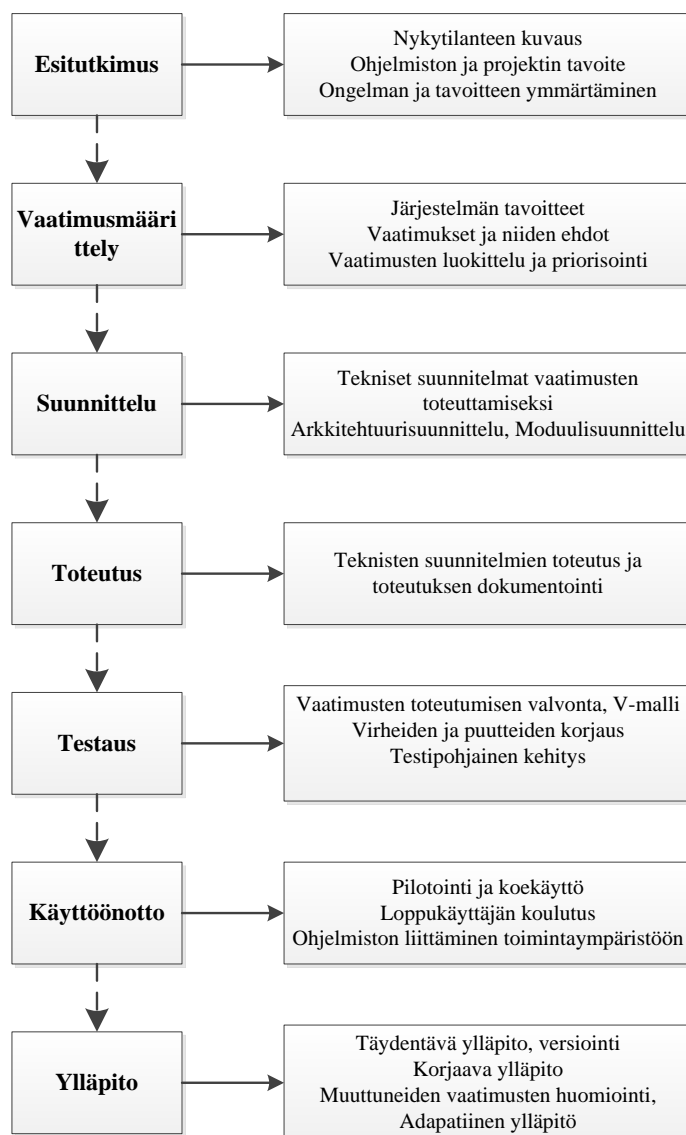 Esitutkimus
Nykytilanteen kuvaus
Ohjelmiston ja projektin tavoite
Ongelman ja tavoitteen ymmärtäminen
Vaatimusmääri
ttely
Järjestelmän tavoitteet
Vaatimukset ja niiden ehdot
Vaatimusten luokittelu ja priorisointi
Suunnittelu
Tekniset suunnitelmat vaatimusten
toteuttamiseksi
Arkkitehtuurisuunnittelu, Moduulisuunnittelu
Toteutus
Teknisten suunnitelmien toteutus ja
toteutuksen dokumentointi
Testaus
Vaatimusten toteutumisen valvonta, V-malli
Virheiden ja puutteiden korjaus
Testipohjainen kehitys
Käyttöönotto
Pilotointi ja koekäyttö
Loppukäyttäjän koulutus
Ohjelmiston liittäminen toimintaympäristöön
Ylläpito
Täydentävä ylläpito, versiointi
Korjaava ylläpito
Muuttuneiden vaatimusten huomiointi,
Adapatiinen ylläpitö